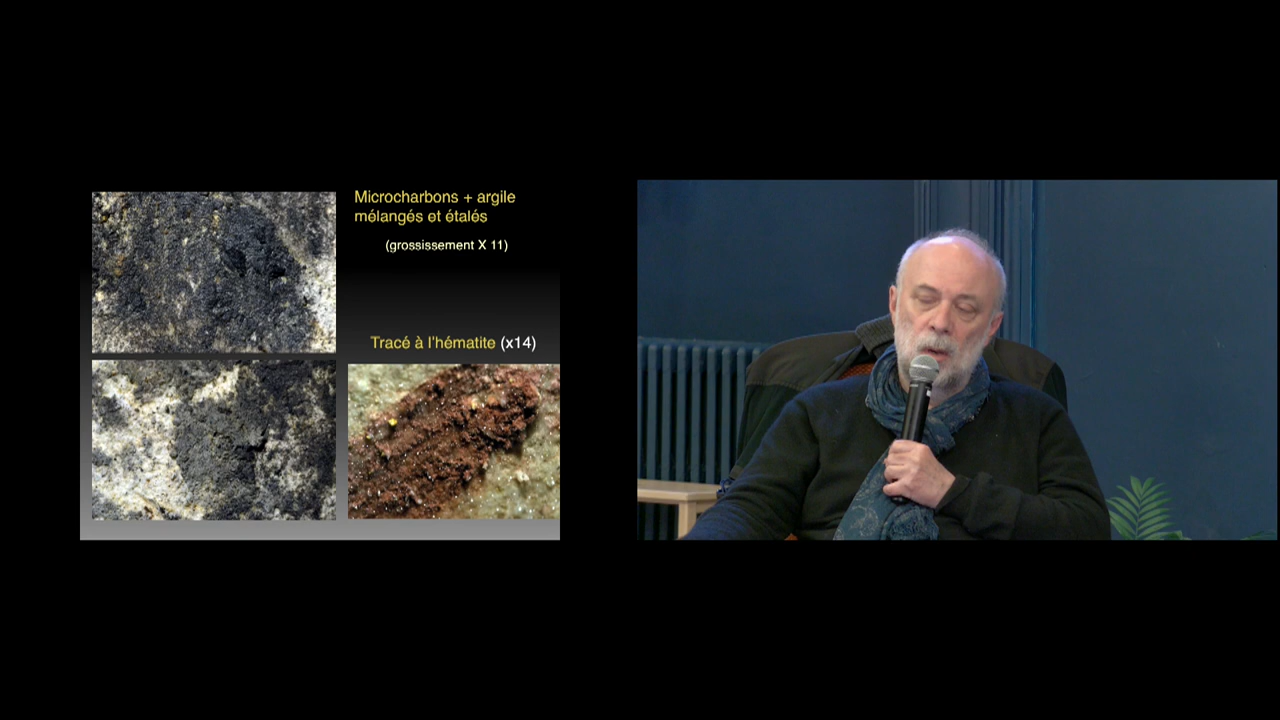 Microcharbons + argile
mélangés et étalés
(grossissement X 11)
Tracé à l'hématite (x14)